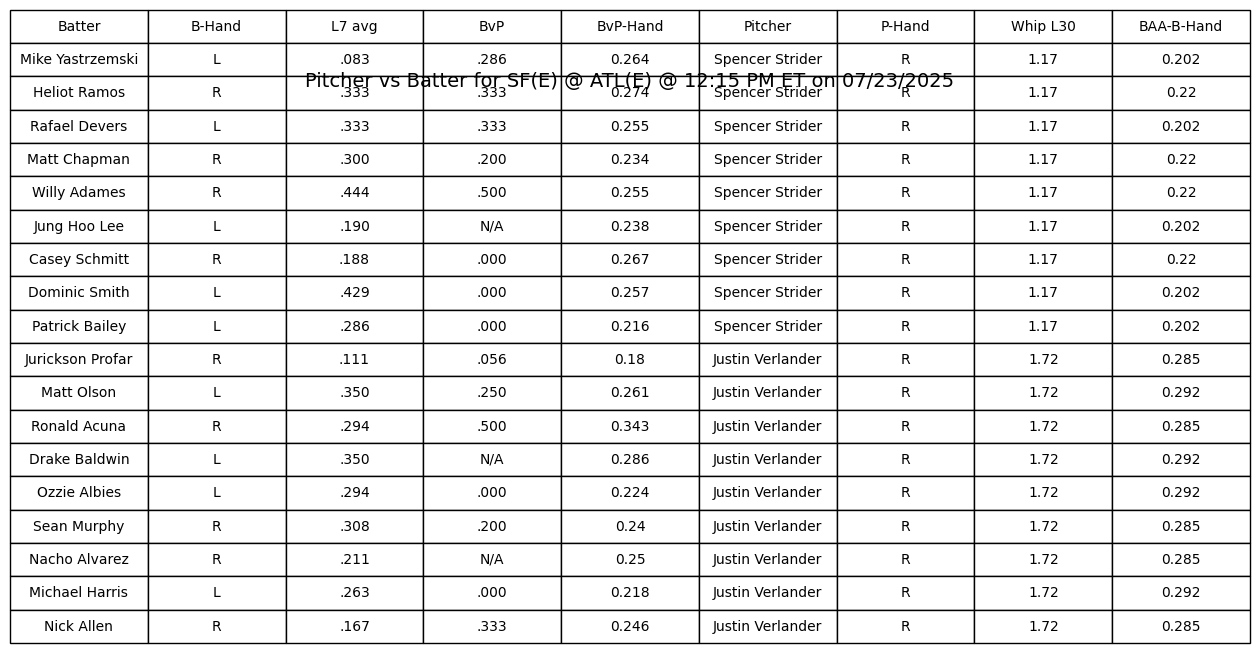 Batter B-Hand L7 avg BvP BvP-Hand Pitcher P-Hand Whip L30 BAA-B-Hand
Mike Yastrzemski L .083 .286 0.264 Spencer Strider R 1.17 0.202
Pitcher vs Batter for SF(E) @ ATL(E) @ 12:15 PM ET on 07/23/2025
Heliot Ramos R .333 .333 0.274 Spencer Strider R 1.17 0.22
Rafael Devers L .333 .333 0.255 Spencer Strider R 1.17 0.202
Matt Chapman R .300 .200 0.234 Spencer Strider R 1.17 0.22
Willy Adames R .444 .500 0.255 Spencer Strider R 1.17 0.22
Jung Hoo Lee L .190 N/A 0.238 Spencer Strider R 1.17 0.202
Casey Schmitt R .188 .000 0.267 Spencer Strider R 1.17 0.22
Dominic Smith L .429 .000 0.257 Spencer Strider R 1.17 0.202
Patrick Bailey L .286 .000 0.216 Spencer Strider R 1.17 0.202
Jurickson Profar R .111 .056 0.18 Justin Verlander R 1.72 0.285
Matt Olson L .350 .250 0.261 Justin Verlander R 1.72 0.292
Ronald Acuna R .294 .500 0.343 Justin Verlander R 1.72 0.285
Drake Baldwin L .350 N/A 0.286 Justin Verlander R 1.72 0.292
Ozzie Albies L .294 .000 0.224 Justin Verlander R 1.72 0.292
Sean Murphy R .308 .200 0.24 Justin Verlander R 1.72 0.285
Nacho Alvarez R .211 N/A 0.25 Justin Verlander R 1.72 0.285
Michael Harris L .263 .000 0.218 Justin Verlander R 1.72 0.292
Nick Allen R .167 .333 0.246 Justin Verlander R 1.72 0.285